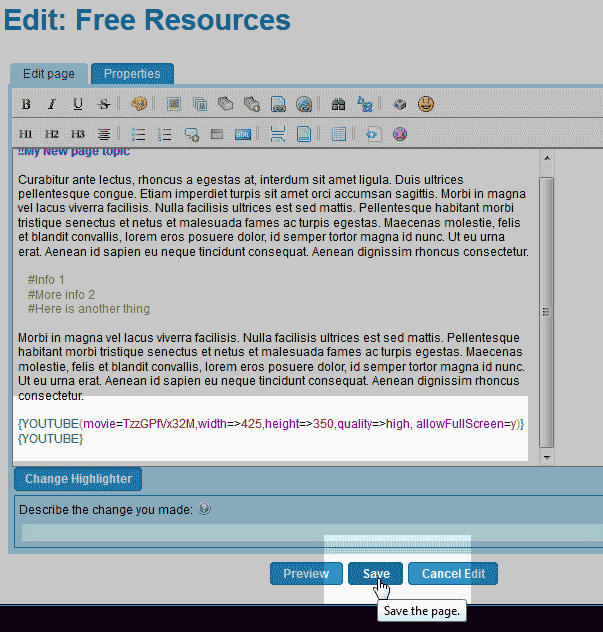 Edit: Free Resources
Edit page
Properties
B I U S
H1 H2 H3
!!My New page topic
Curabitur ante lectus, rhoncus a egestas at, interdum sit amet ligula. Duis ultrices
pellentesque congue. Etiam imperdiet turpis sit amet orci accumsan sagittis. Morbi in magna
vel lacus viverra facilisis. Nulla facilisis ultrices est sed mattis. Pellentesque habitant morbi
tristique senectus et netus et malesuada fames ac turpis egestas. Maecenas molestie, felis
et blandit convallis, lorem eros posuere dolor, id semper tortor magna id nunc. Ut eu urna
erat. Aenean id sapien eu neque tincidunt consequat. Aenean dignissim rhoncus consectetur.
#Info 1
#More info 2
#Here is another thing
Morbi in magna vel lacus viverra facilisis. Nulla facilisis ultrices est sed mattis. Pellentesque
habitant morbi tristique senectus et netus et malesuada fames ac turpis egestas. Maecenas
molestie, felis et blandit convallis, lorem eros posuere dolor, id semper tortor magna id nunc.
Ut eu urna erat. Aenean id sapien eu neque tincidunt consequat. Aenean dignissim rhoncus
consectetur.
{YOUTUBE(movie=TzzGPfVx32M,width=>425,height=>350,quality=>high, allowFullScreen=y)}
{YOUTUBE}
Change Highlighter
Describe the change you made:
Preview
Save
Cancel Edit
Save the page.